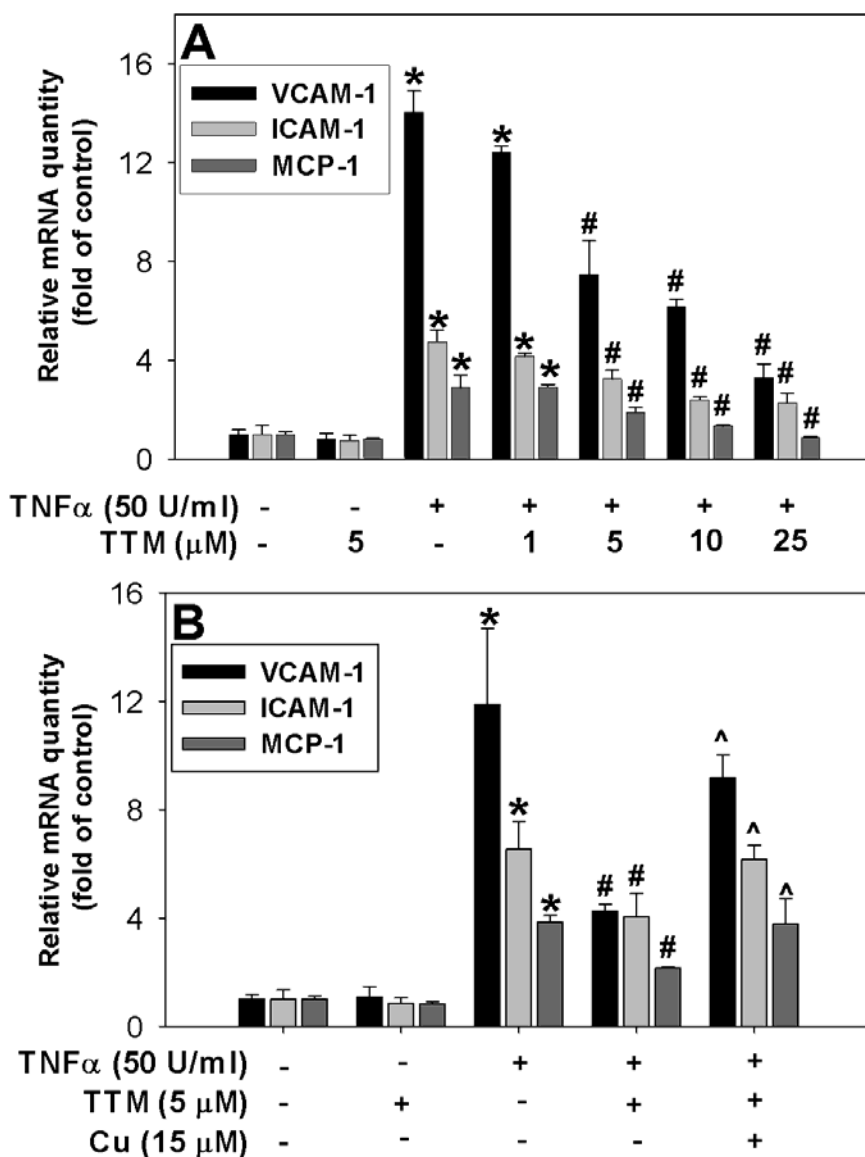 A
16
12
8
4
0
Relative mRNA quantity
(fold of control)
VCAM-1
ICAM-1
MCP-1
* * * * * * # # # # # # # # #
TNFα (50 U/ml) - - + + + + +
TTM (μM) - 5 - 1 5 10 25
B
16
12
8
4
0
Relative mRNA quantity
(fold of control)
VCAM-1
ICAM-1
MCP-1
* * * # # # ^ ^ ^
TNFα (50 U/ml) - - + + +
TTM (5 μM) - + - + +
Cu (15 μM) - - - - +